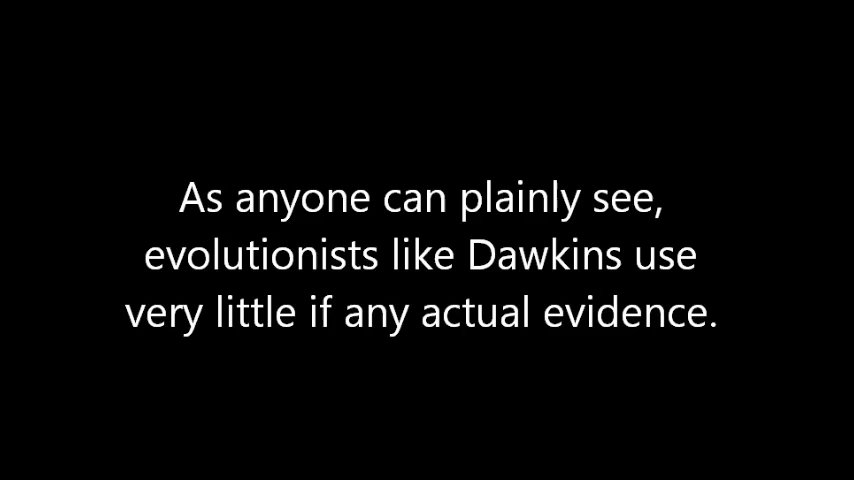 As anyone can plainly see,
evolutionists like Dawkins use
very little if any actual evidence.